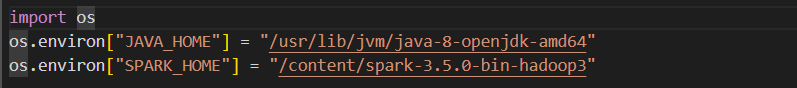 import os
os.environ["JAVA_HOME"] = "/usr/lib/jvm/java-8-openjdk-amd64"
os.environ["SPARK_HOME"] = "/content/spark-3.5.0-bin-hadoop3"